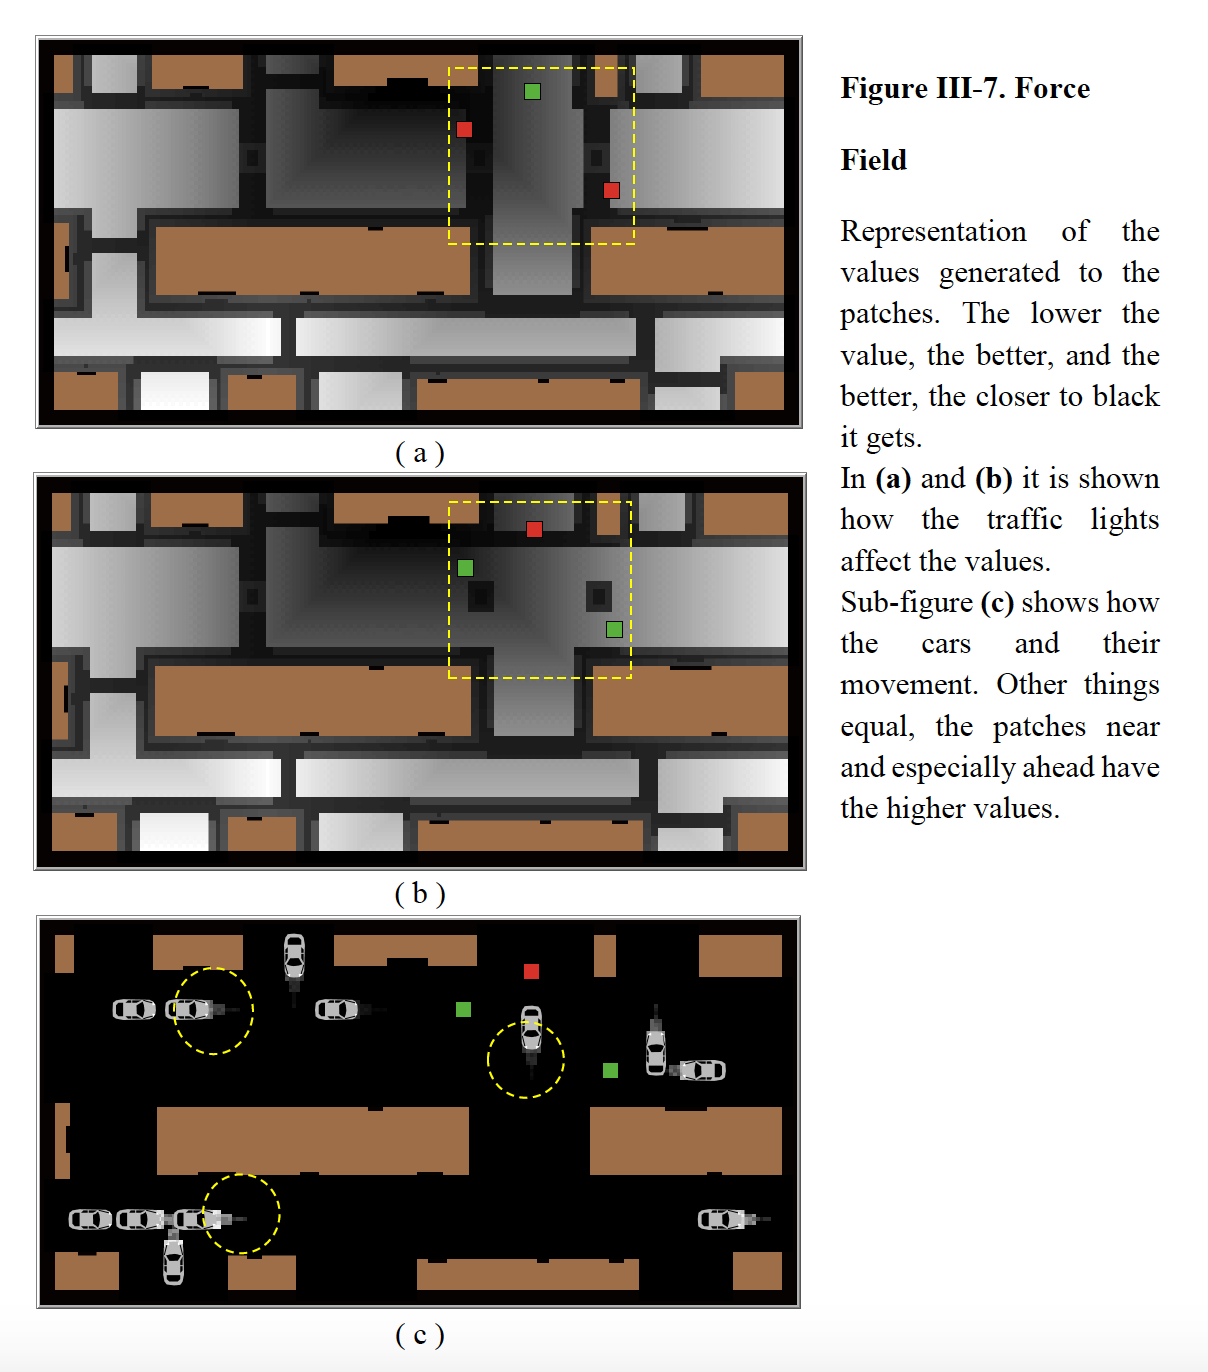 Figure III-7. Force
Field
Representation of the
values generated to the
patches. The lower the
value, the better, and the
better, the closer to black
it gets.
In (a) and (b) it is shown
how the traffic lights
affect the values.
Sub-figure (c) shows how
the cars and their
movement. Other things
equal, the patches near
and especially ahead have
the higher values.
( a )
( b )
( c )